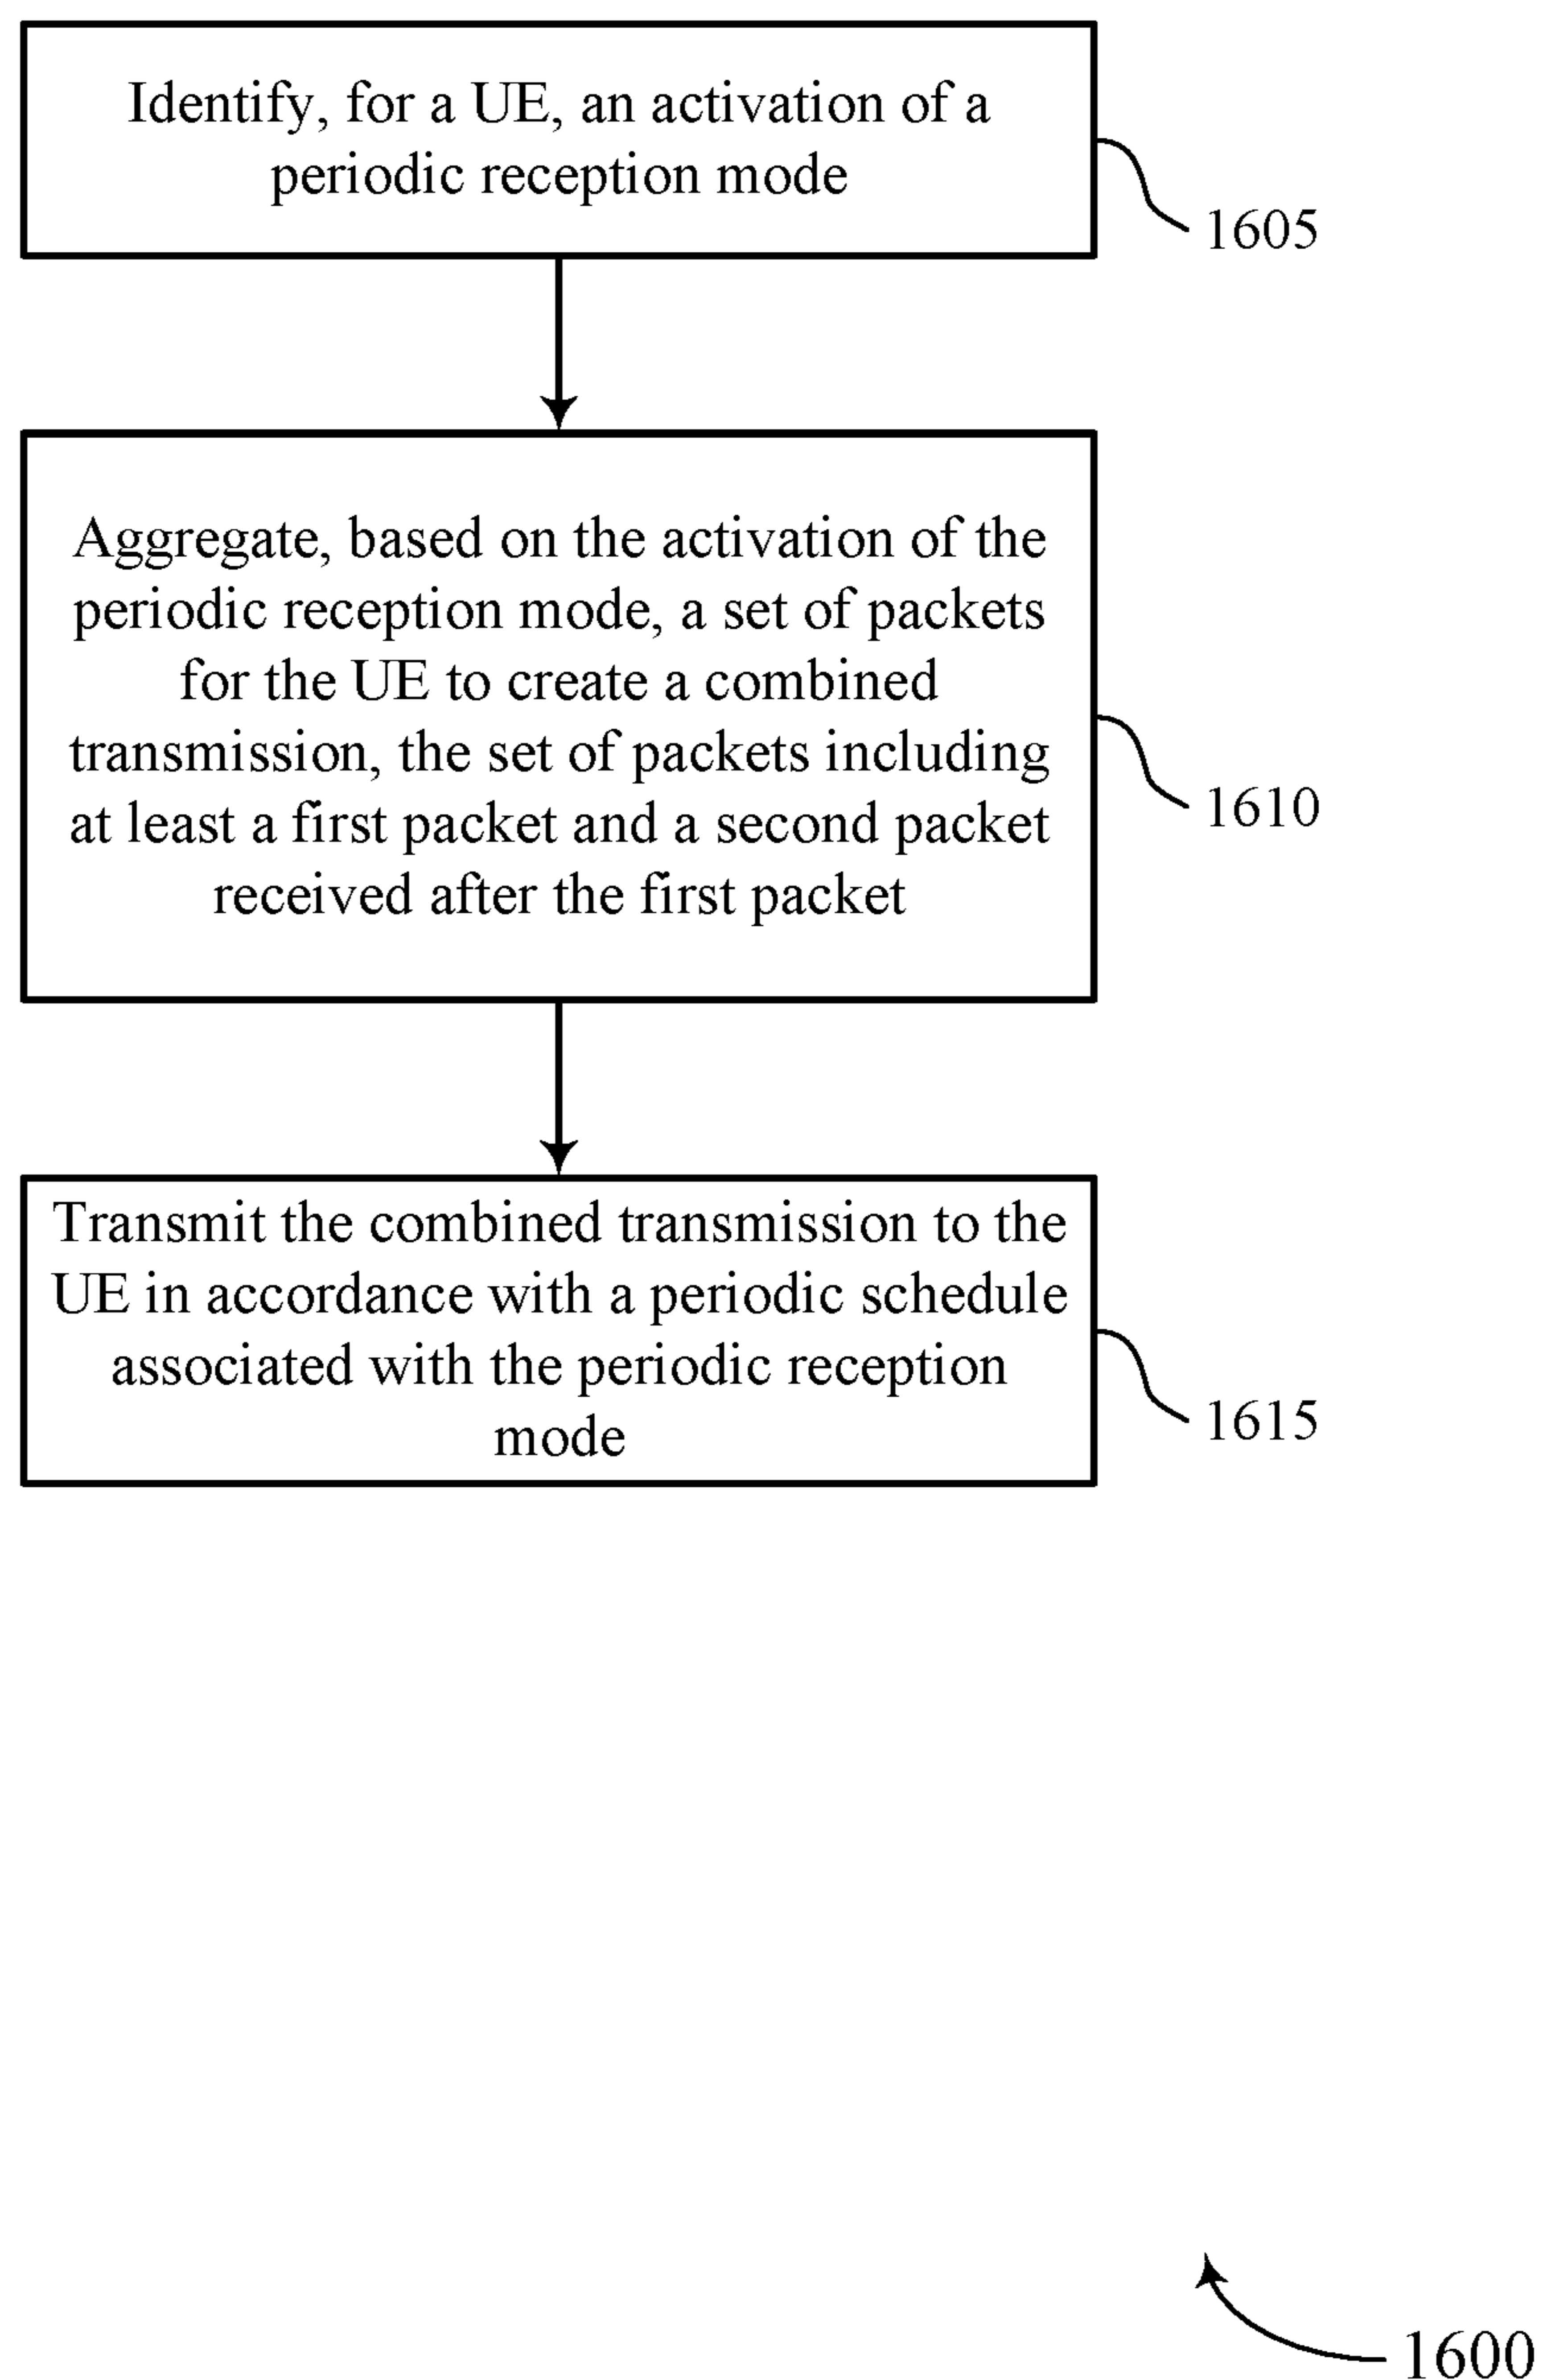 Identify, for a UE, an activation of a
periodic reception mode
1605
Aggregate, based on the activation of the
periodic reception mode, a set of packets
for the UE to create a combined
transmission, the set of packets including
at least a first packet and a second packet
received after the first packet
1610
Transmit the combined transmission to the
UE in accordance with a periodic schedule
associated with the periodic reception
mode
1615
1600